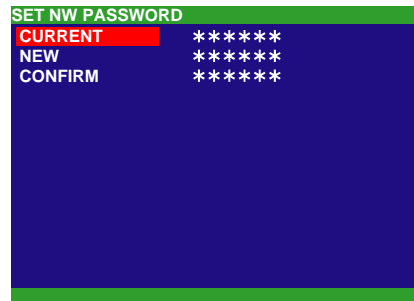 SET NW PASSWORD
CURRENT ******
NEW ******
CONFIRM ******